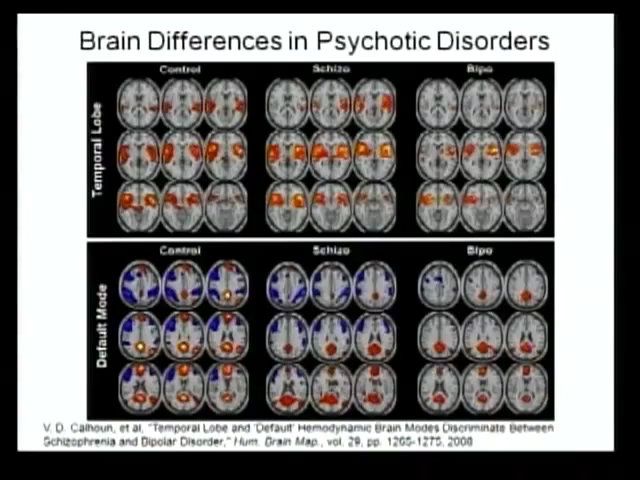 Brain Differences in Psychotic Disorders
Control Schizo Bipo
Temporal Lobe
Control Schizo Bipo
Default Mode
V. D. Calhoun, et al, "Temporal Lobe and 'Default' Hemodynamic Brain Modes Discriminate Between
Schizophrenia and Bipolar Disorder," Hum. Brain Map., vol. 29, pp. 1265-1275, 2008